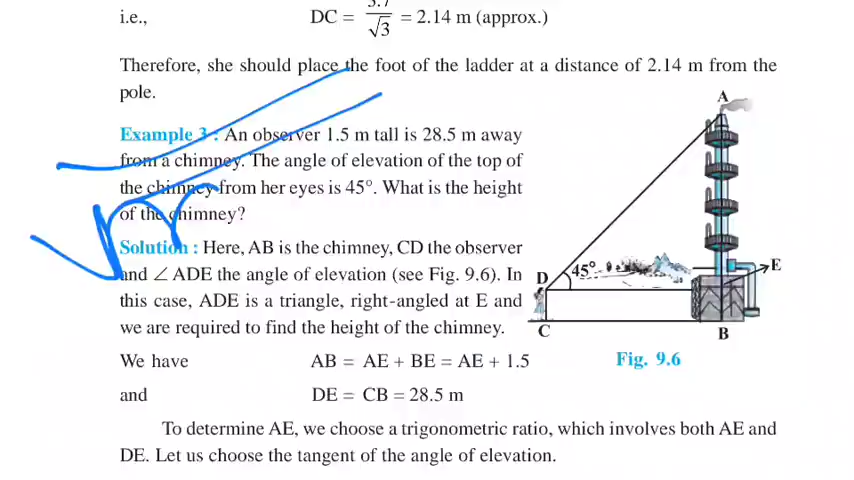 i.e., DC = 3.7/√3 = 2.14 m (approx.)
Therefore, she should place the foot of the ladder at a distance of 2.14 m from the
pole.
Example 3 : An observer 1.5 m tall is 28.5 m away
from a chimney. The angle of elevation of the top of
the chimney from her eyes is 45°. What is the height
of the chimney?
Solution : Here, AB is the chimney, CD the observer
and ∠ ADE the angle of elevation (see Fig. 9.6). In
this case, ADE is a triangle, right-angled at E and
we are required to find the height of the chimney.
We have AB = AE + BE = AE + 1.5
and DE = CB = 28.5 m
To determine AE, we choose a trigonometric ratio, which involves both AE and
DE. Let us choose the tangent of the angle of elevation.
A
D 45° E
C B
Fig. 9.6